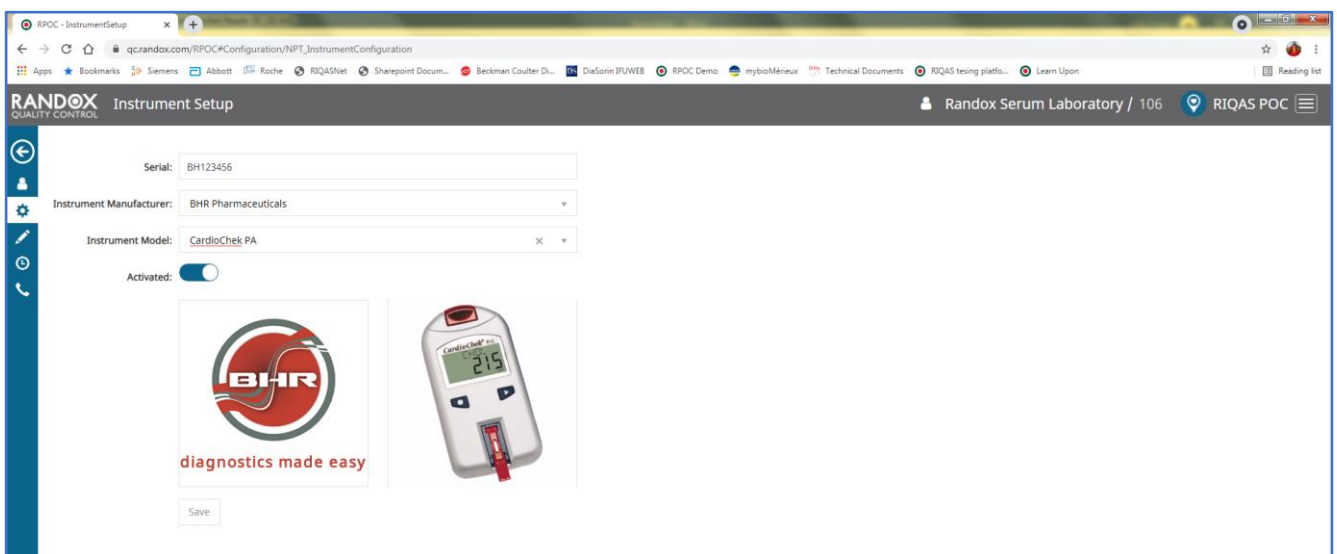 RPOC - InstrumentSetup
qc.randox.com/RPOC#Configuration/NPT_InstrumentConfiguration
Apps Bookmarks Siemens Abbott Roche RIQASNet Sharepoint Docum... Beckman Coulter Di... DS DiaSorin IFUWEB RPOC Demo mybioMérieux Technical Documents RIQAS tesing platfo... Learn Upon Reading list
RANDOX
QUALITY CONTROL
Instrument Setup
Randox Serum Laboratory / 106 RIQAS POC
Serial: BH123456
Instrument Manufacturer: BHR Pharmaceuticals
Instrument Model: CardioChek PA
Activated:
BHR
diagnostics made easy
CardioChek® PA
CHOL
215
Save